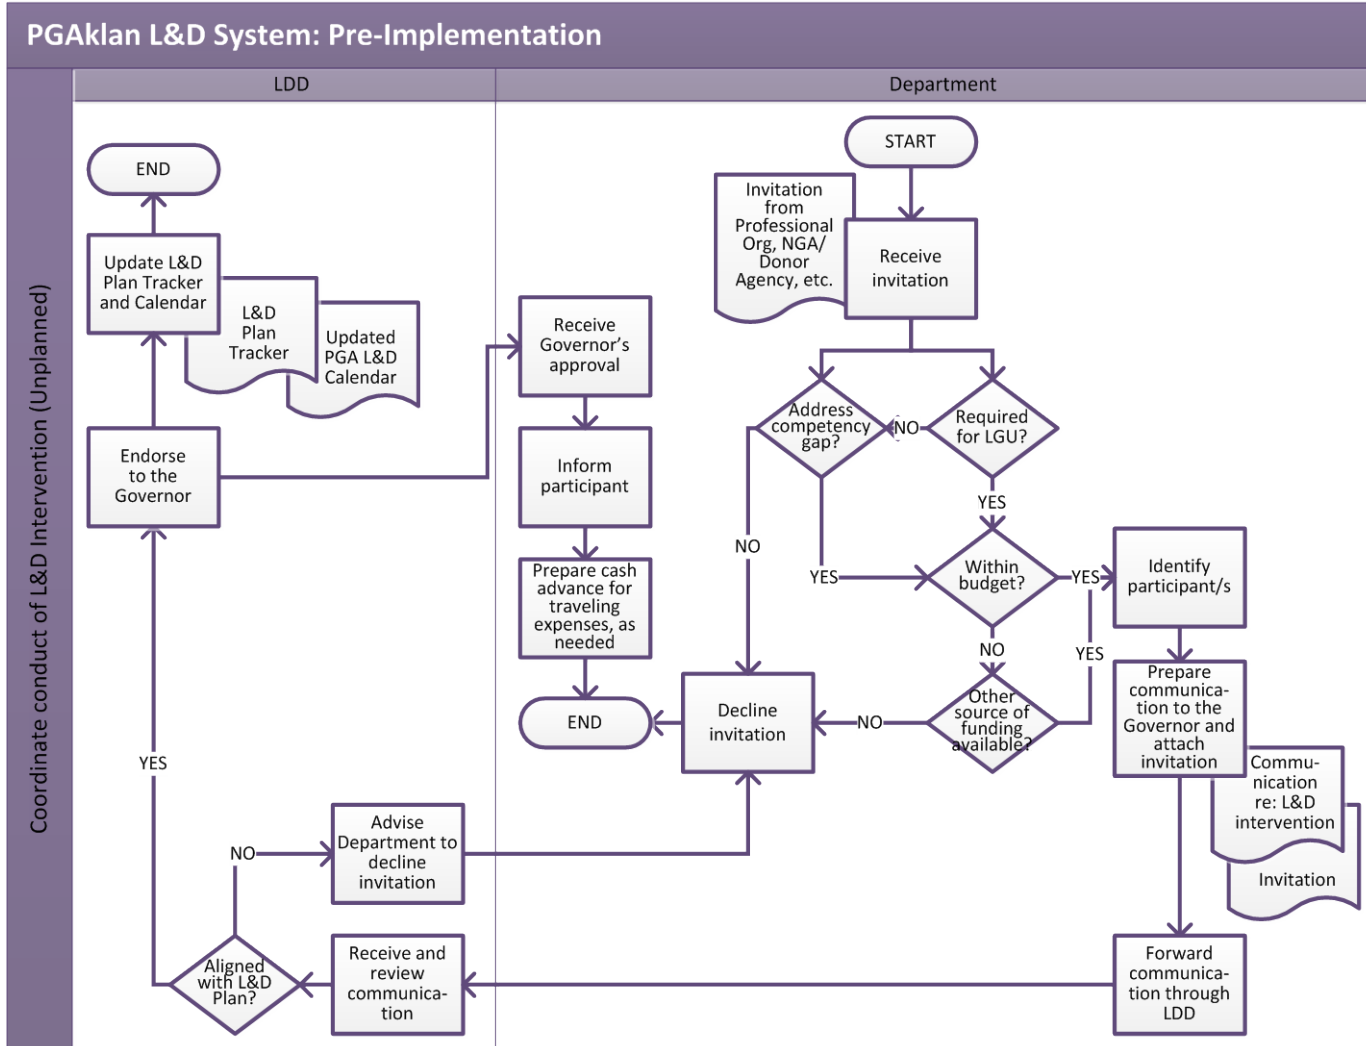 PGAklan L&D System: Pre-Implementation
LDD
Department
Coordinate conduct of L&D Intervention (Unplanned)
START
Invitation
from
Professional
Org, NGA/
Donor
Agency, etc.
Receive
invitation
END
Update L&D
Plan Tracker
and Calendar
L&D
Plan
Tracker
Updated
PGA L&D
Calendar
Receive
Governor's
approval
Address
competency
gap?
NO
Required
for LGU?
Endorse
to the
Governor
Inform
participant
YES
NO
YES
Within
budget?
YES
Identify
participant/s
Prepare cash
advance for
traveling
expenses, as
needed
NO
YES
END
Decline
invitation
NO
Other
source of
funding
available?
Prepare
communica-
tion to the
Governor and
attach
invitation
Commu-
nication
re: L&D
intervention
Invitation
YES
NO
Advise
Department to
decline
invitation
Aligned
with L&D
Plan?
Receive and
review
communica-
tion
Forward
communica-
tion through
LDD